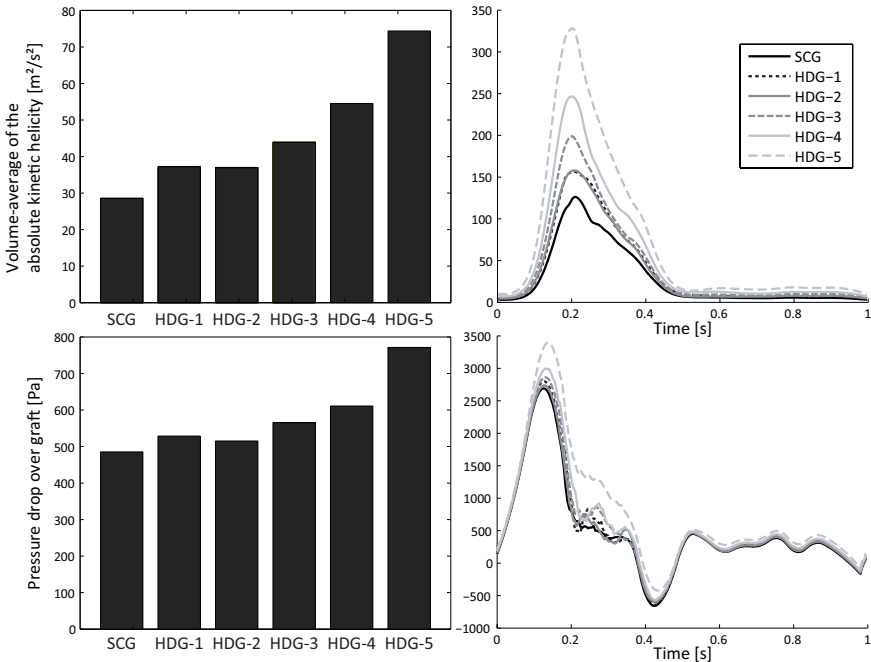 Volume-average of the
absolute kinetic helicity [m²/s²]
80
70
60
50
40
30
20
10
0
SCG HDG-1 HDG-2 HDG-3 HDG-4 HDG-5
350
300
250
200
150
100
50
0
0 0.2 0.4 0.6 0.8 1
Time [s]
SCG
HDG−1
HDG−2
HDG−3
HDG−4
HDG−5
Pressure drop over graft [Pa]
800
700
600
500
400
300
200
100
0
SCG HDG-1 HDG-2 HDG-3 HDG-4 HDG-5
3500
3000
2500
2000
1500
1000
500
0
−500
−1000
0 0.2 0.4 0.6 0.8 1
Time [s]